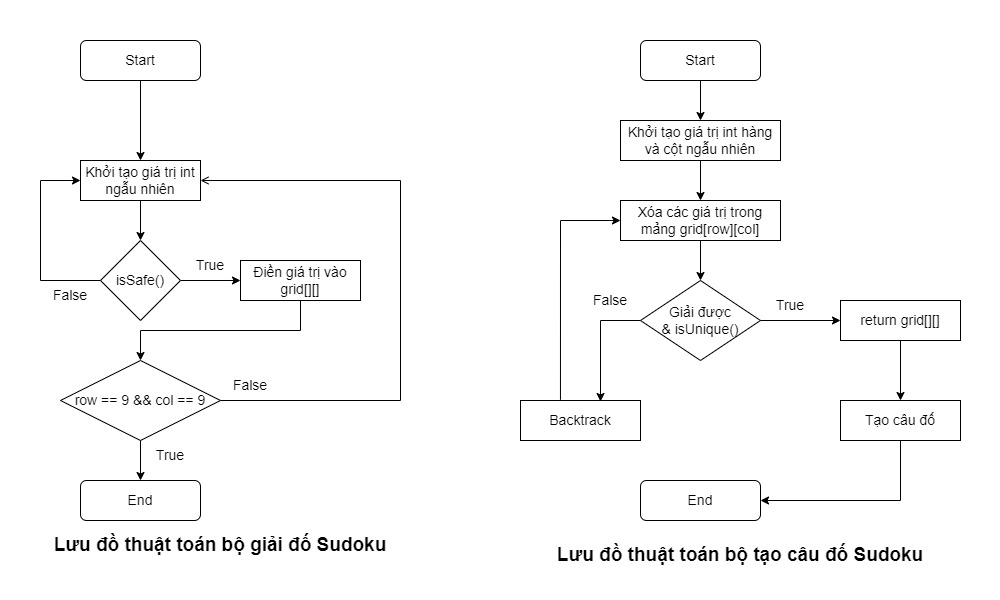 Start
Khởi tạo giá trị int
ngẫu nhiên
isSafe()
True
False
Điền giá trị vào
grid[][]
row == 9 && col == 9
False
True
End
Lưu đồ thuật toán bộ giải đố Sudoku
Start
Khởi tạo giá trị int hàng
và cột ngẫu nhiên
Xóa các giá trị trong
mảng grid[row][col]
False
Giải được
& isUnique()
True
return grid[][]
Backtrack
Tạo câu đố
End
Lưu đồ thuật toán bộ tạo câu đố Sudoku